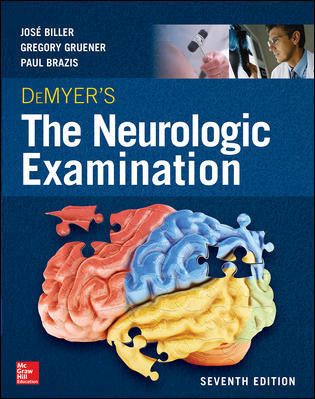 JOSÉ BILLER
GREGORY GRUENER
PAUL BRAZIS
DEMYER'S
The Neurologic
Examination
Mc
Graw
Hill
Education
SEVENTH EDITION